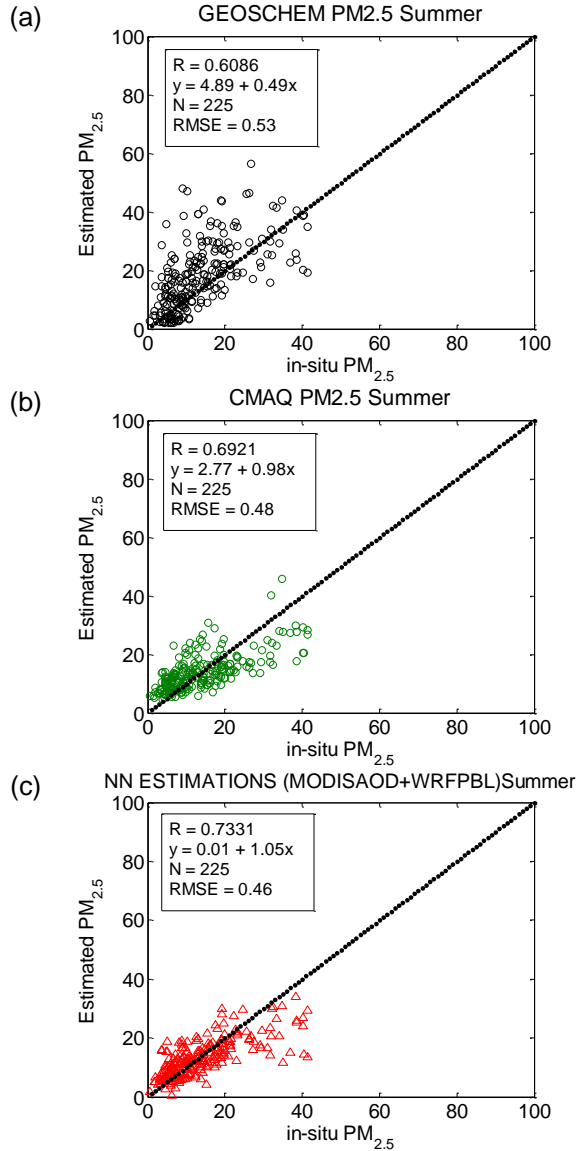 (a)
GEOSCHEM PM2.5 Summer
R = 0.6086
y = 4.89 + 0.49x
N = 225
RMSE = 0.53
Estimated PM2.5
100
80
60
40
20
0
0 20 40 60 80 100
in-situ PM2.5
(b)
CMAQ PM2.5 Summer
R = 0.6921
y = 2.77 + 0.98x
N = 225
RMSE = 0.48
Estimated PM2.5
100
80
60
40
20
0
0 20 40 60 80 100
in-situ PM2.5
(c)
NN ESTIMATIONS (MODISAOD+WRFPBL)Summer
R = 0.7331
y = 0.01 + 1.05x
N = 225
RMSE = 0.46
Estimated PM2.5
100
80
60
40
20
0
0 20 40 60 80 100
in-situ PM2.5